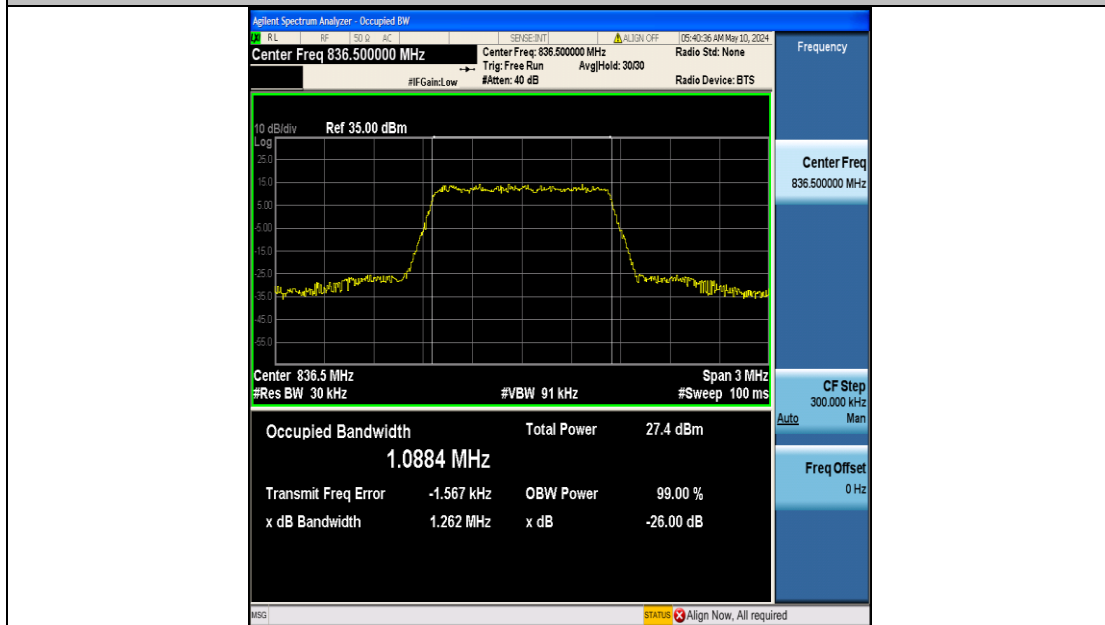 Agilent Spectrum Analyzer - Occupied BW
LXI RL RF 50 Ω AC SENSE:INT ALIGN OFF 05:40:36 AM May 10, 2024
Center Freq 836.500000 MHz
Center Freq: 836.500000 MHz
Radio Std: None
Trig: Free Run Avg|Hold: 30/30
#IFGain:Low
#Atten: 40 dB
Radio Device: BTS
Frequency
10 dB/div Ref 35.00 dBm
Log
25.0
15.0
5.00
-5.00
-15.0
-25.0
-35.0
-45.0
-55.0
Center Freq
836.500000 MHz
Center 836.5 MHz
Span 3 MHz
#Res BW 30 kHz
#VBW 91 kHz
#Sweep 100 ms
CF Step
300.000 kHz
Auto Man
Occupied Bandwidth
Total Power 27.4 dBm
1.0884 MHz
Freq Offset
0 Hz
Transmit Freq Error -1.567 kHz
OBW Power 99.00 %
x dB Bandwidth 1.262 MHz
x dB -26.00 dB
MSG
STATUS Align Now, All required